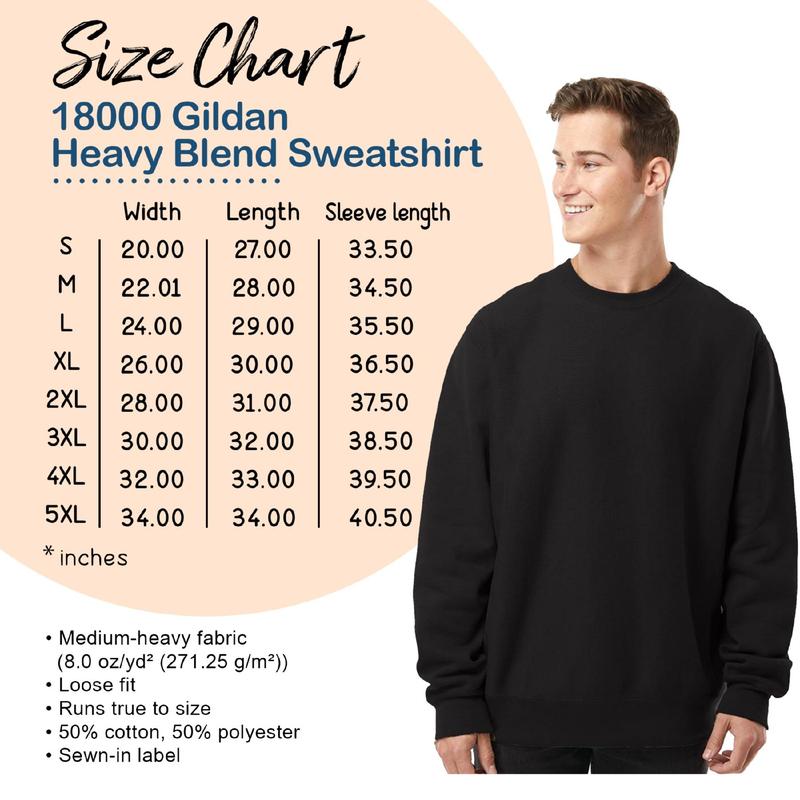 Size Chart
18000 Gildan
Heavy Blend Sweatshirt
Width Length Sleeve length
S 20.00 27.00 33.50
M 22.01 28.00 34.50
L 24.00 29.00 35.50
XL 26.00 30.00 36.50
2XL 28.00 31.00 37.50
3XL 30.00 32.00 38.50
4XL 32.00 33.00 39.50
5XL 34.00 34.00 40.50
* inches
• Medium-heavy fabric
(8.0 oz/yd² (271.25 g/m²))
• Loose fit
• Runs true to size
• 50% cotton, 50% polyester
• Sewn-in label